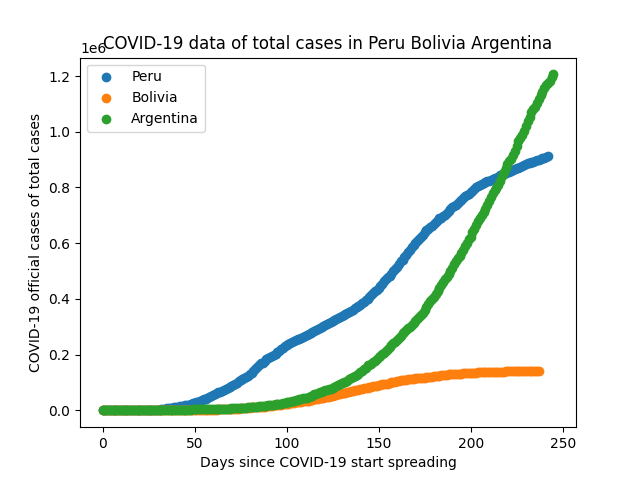 COVID-19 data of total cases in Peru Bolivia Argentina
1e6
Peru
Bolivia
Argentina
1.2
1.0
0.8
0.6
0.4
0.2
0.0
COVID-19 official cases of total cases
0 50 100 150 200 250
Days since COVID-19 start spreading